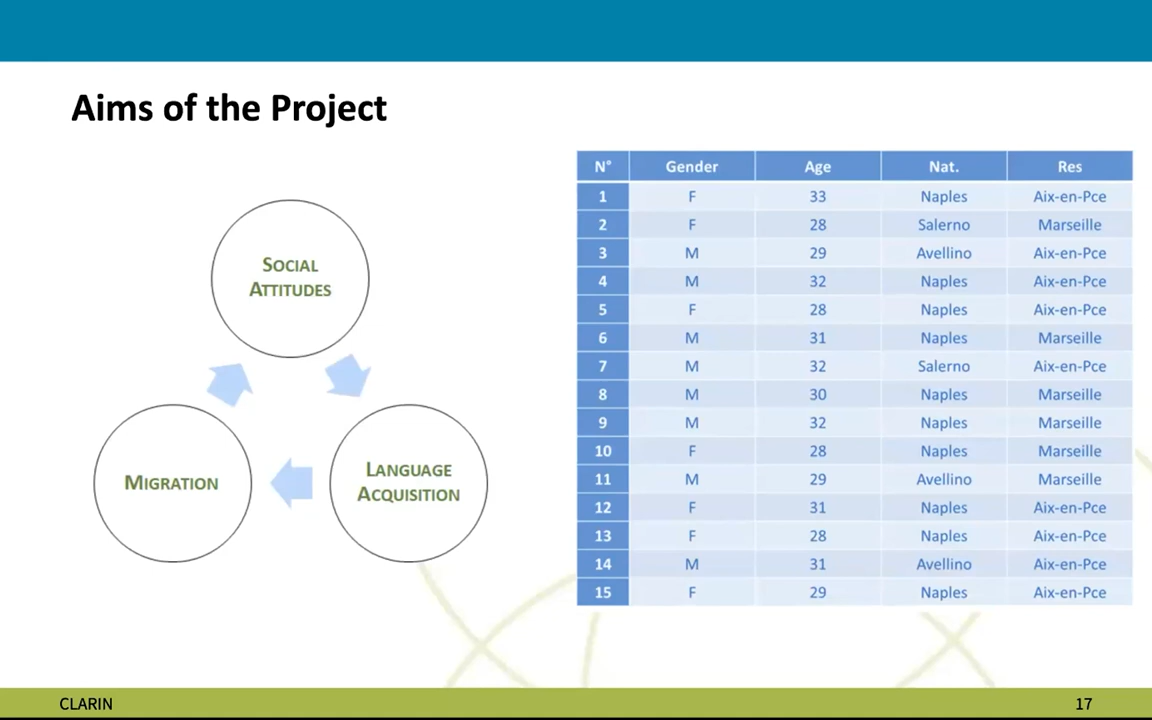 Aims of the Project
SOCIAL
ATTITUDES
MIGRATION
LANGUAGE
ACQUISITION
N° Gender Age Nat. Res
1 F 33 Naples Aix-en-Pce
2 F 28 Salerno Marseille
3 M 29 Avellino Aix-en-Pce
4 M 32 Naples Aix-en-Pce
5 F 28 Naples Aix-en-Pce
6 M 31 Naples Marseille
7 M 32 Salerno Aix-en-Pce
8 M 30 Naples Marseille
9 M 32 Naples Marseille
10 F 28 Naples Marseille
11 M 29 Avellino Marseille
12 F 31 Naples Aix-en-Pce
13 F 28 Naples Aix-en-Pce
14 M 31 Avellino Aix-en-Pce
15 F 29 Naples Aix-en-Pce
CLARIN 17